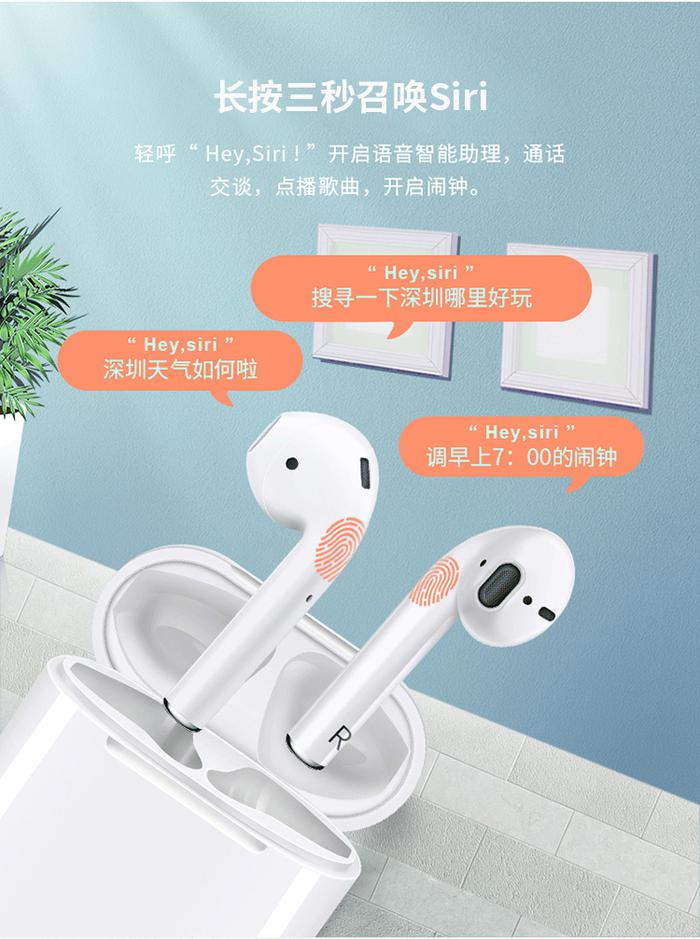 长按三秒召唤Siri
轻呼“ Hey,Siri！”开启语音智能助理，通话
交谈，点播歌曲，开启闹钟。
“ Hey,siri ”
搜寻一下深圳哪里好玩
“ Hey,siri ”
深圳天气如何啦
“ Hey,siri ”
调早上7：00的闹钟
R